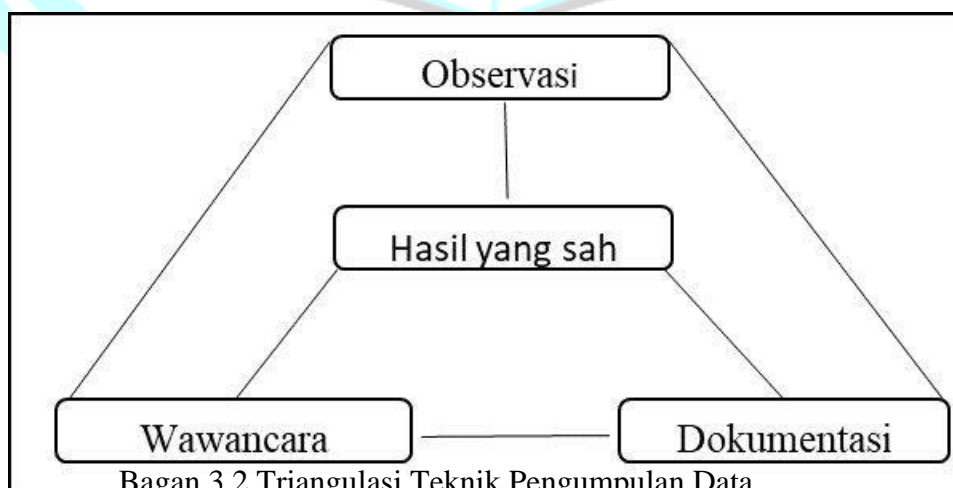 Observasi
Hasil yang sah
Wawancara
Dokumentasi
Bagan 3.2 Triangulasi Teknik Pengumpulan Data